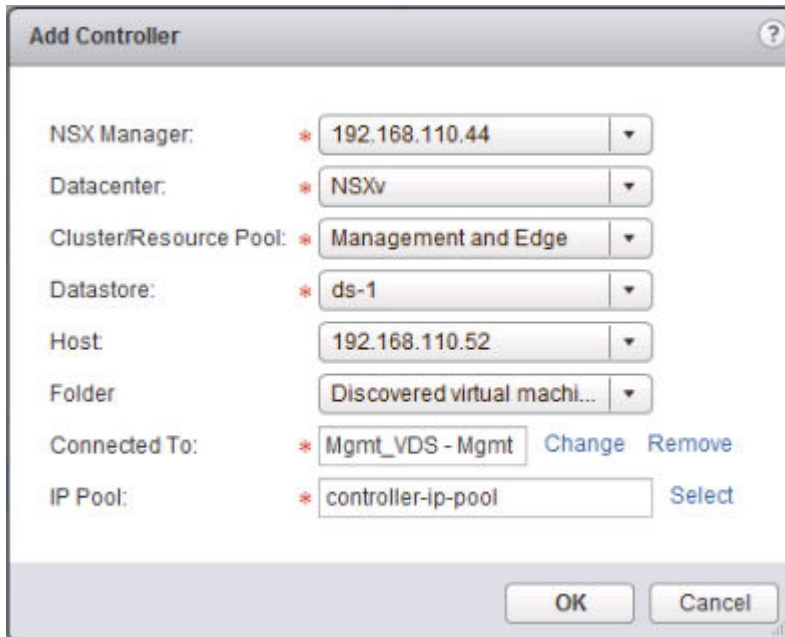 Add Controller ?
NSX Manager: * 192.168.110.44
Datacenter: * NSXv
Cluster/Resource Pool: * Management and Edge
Datastore: * ds-1
Host: 192.168.110.52
Folder Discovered virtual machi...
Connected To: * Mgmt_VDS - Mgmt Change Remove
IP Pool: * controller-ip-pool Select
OK Cancel